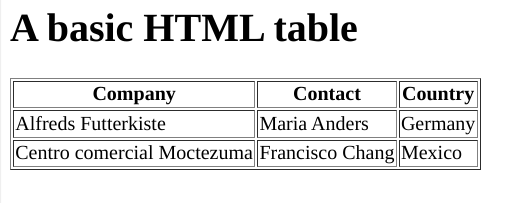 A basic HTML table
Company Contact Country
Alfreds Futterkiste Maria Anders Germany
Centro comercial Moctezuma Francisco Chang Mexico